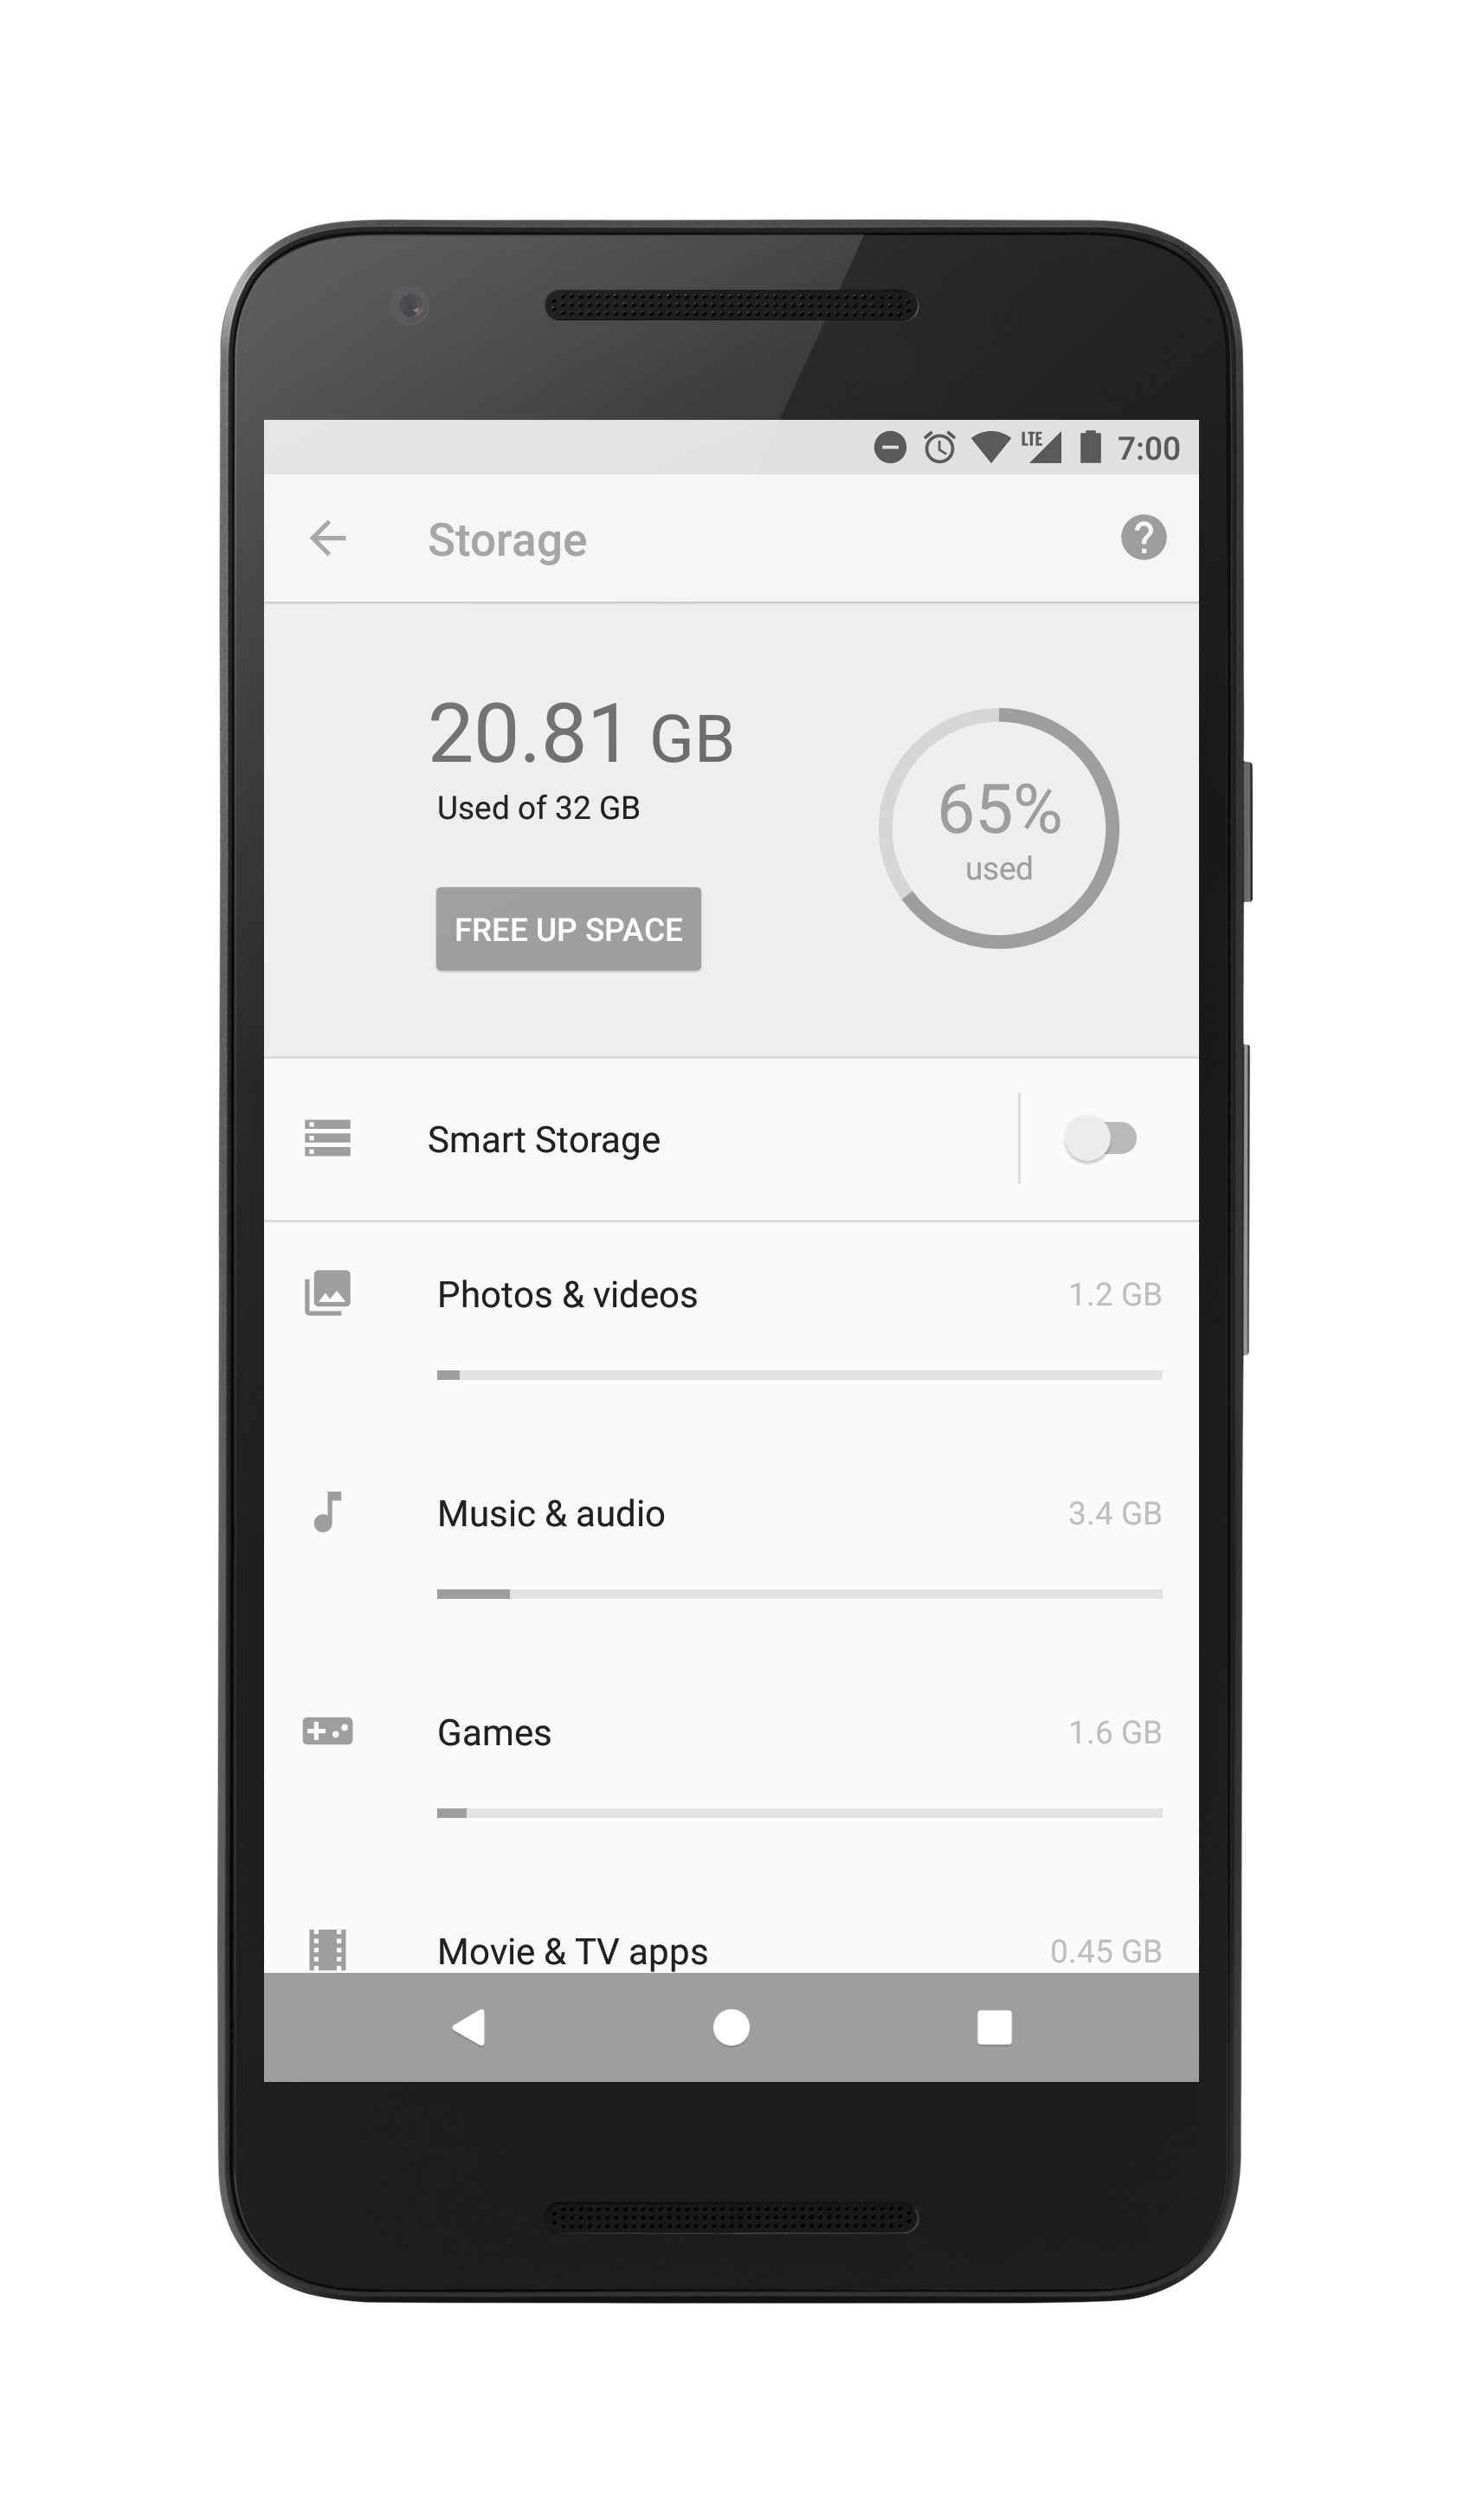 LTE 7:00
Storage
20.81 GB
Used of 32 GB
65%
used
FREE UP SPACE
Smart Storage
Photos & videos 1.2 GB
Music & audio 3.4 GB
Games 1.6 GB
Movie & TV apps 0.45 GB